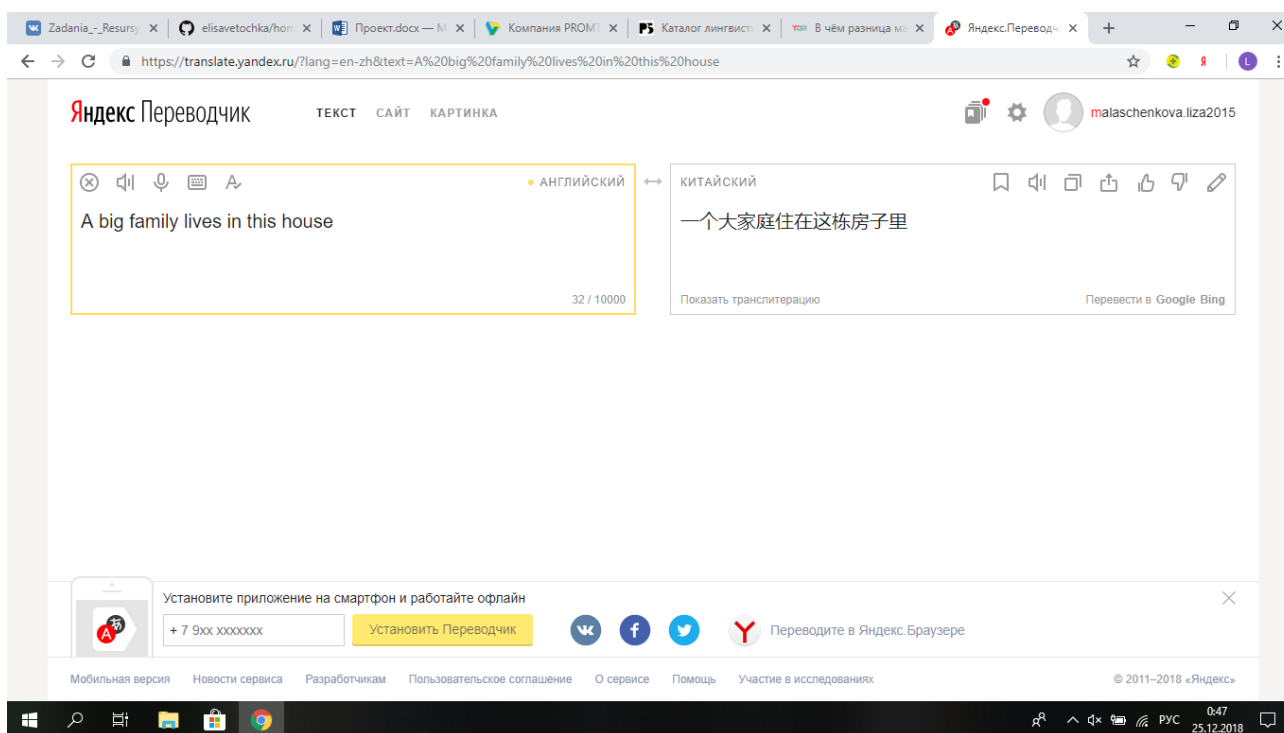 Zadania_-_Resursy
elisavetochka/hom
Проект.docx — M
Компания PROMT
Каталог лингвисти
В чём разница ма
Яндекс.Переводчи
https://translate.yandex.ru/?lang=en-zh&text=A%20big%20family%20lives%20in%20this%20house
Яндекс Переводчик
ТЕКСТ САЙТ КАРТИНКА
malaschenkova.liza2015
АНГЛИЙСКИЙ
КИТАЙСКИЙ
A big family lives in this house
一个大家庭住在这栋房子里
32 / 10000
Показать транслитерацию
Перевести в Google Bing
Установите приложение на смартфон и работайте офлайн
+ 7 9xx xxxxxxx
Установить Переводчик
Переводите в Яндекс.Браузере
Мобильная версия Новости сервиса Разработчикам Пользовательское соглашение О сервисе Помощь Участие в исследованиях © 2011–2018 «Яндекс»
РУС
0:47
25.12.2018